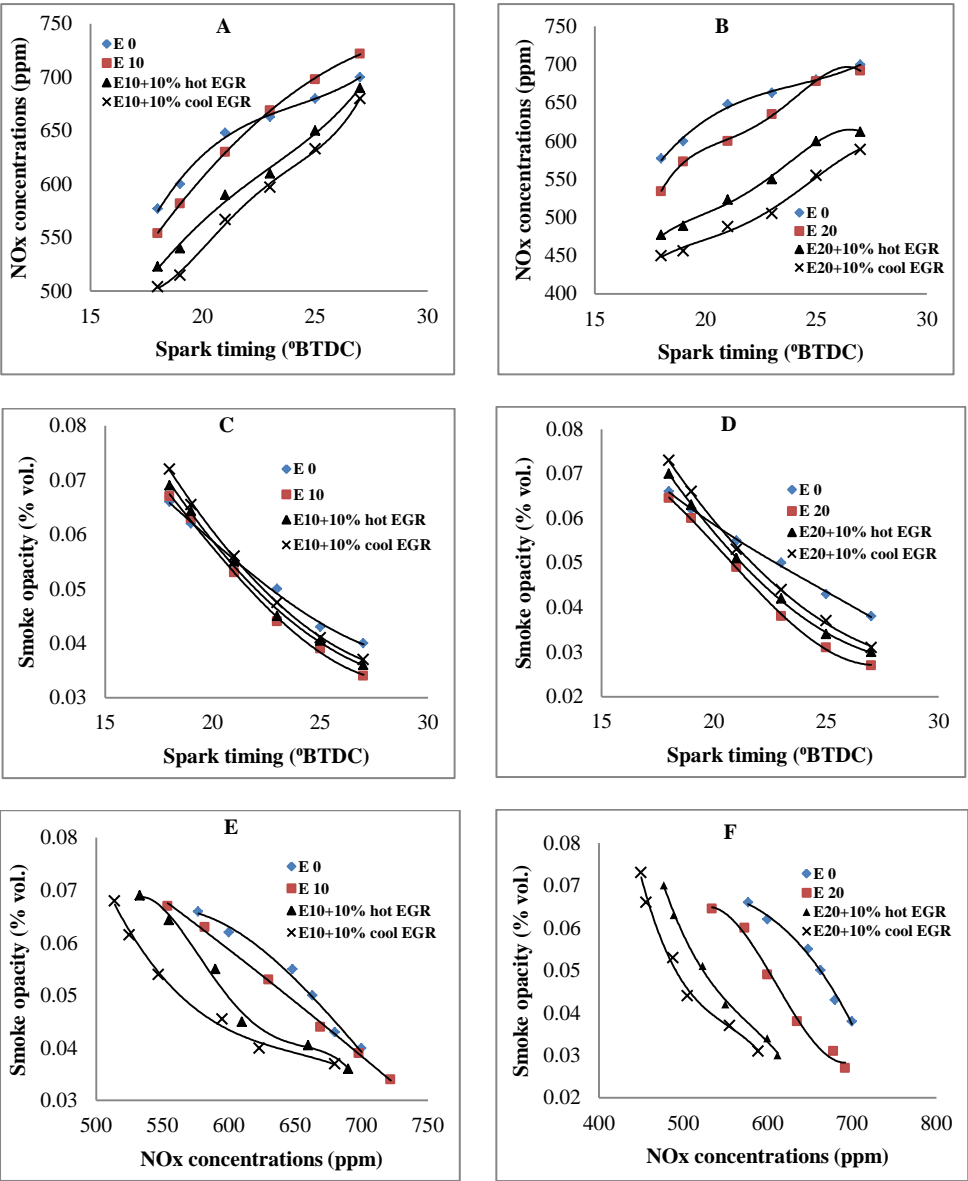 A
NOx concentrations (ppm)
750
700
650
600
550
500
15
20
25
30
Spark timing (⁰BTDC)
E 0
E 10
E10+10% hot EGR
E10+10% cool EGR
B
NOx concentrations (ppm)
750
700
650
600
550
500
450
400
15
20
25
30
Spark timing (⁰BTDC)
E 0
E 20
E20+10% hot EGR
E20+10% cool EGR
C
Smoke opacity (% vol.)
0.08
0.07
0.06
0.05
0.04
0.03
15
20
25
30
Spark timing (⁰BTDC)
E 0
E 10
E10+10% hot EGR
E10+10% cool EGR
D
Smoke opacity (% vol.)
0.08
0.07
0.06
0.05
0.04
0.03
0.02
15
20
25
30
Spark timing (⁰BTDC)
E 0
E 20
E20+10% hot EGR
E20+10% cool EGR
E
Smoke opacity (% vol.)
0.08
0.07
0.06
0.05
0.04
0.03
500
550
600
650
700
750
NOx concentrations (ppm)
E 0
E 10
E10+10% hot EGR
E10+10% cool EGR
F
Smoke opacity (% vol.)
0.08
0.07
0.06
0.05
0.04
0.03
0.02
400
500
600
700
800
NOx concentrations (ppm)
E 0
E 20
E20+10% hot EGR
E20+10% cool EGR